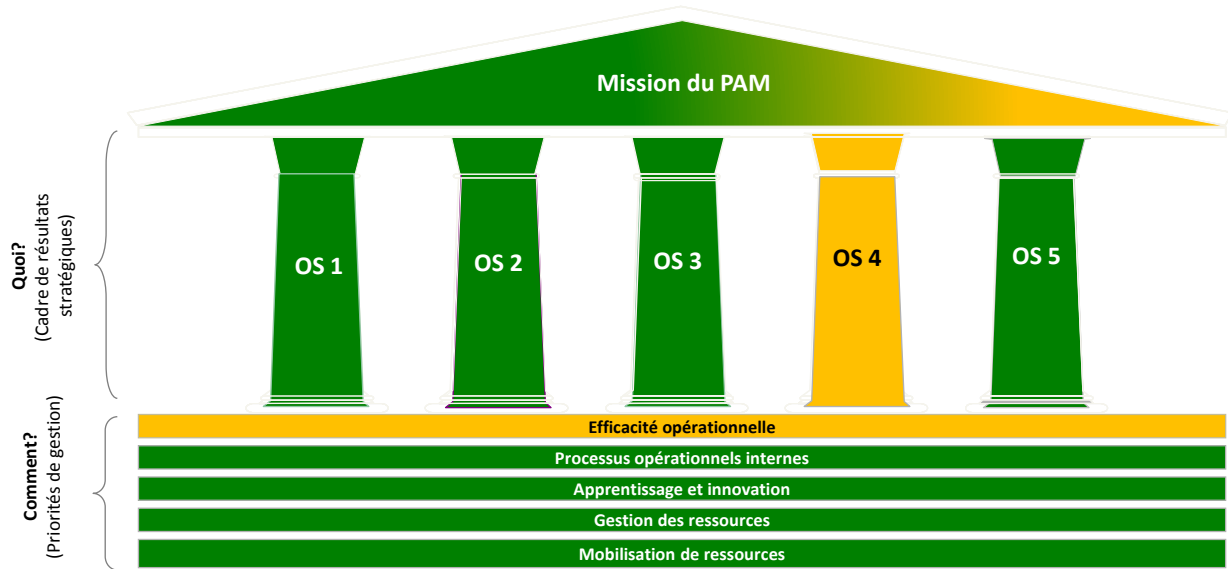 Mission du PAM
Quoi?
(Cadre de résultats
stratégiques)
OS 1
OS 2
OS 3
OS 4
OS 5
Comment?
(Priorités de gestion)
Efficacité opérationnelle
Processus opérationnels internes
Apprentissage et innovation
Gestion des ressources
Mobilisation de ressources